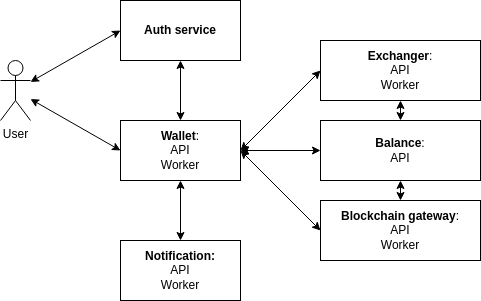 Auth service
User
Wallet:
API
Worker
Notification:
API
Worker
Exchanger:
API
Worker
Balance:
API
Blockchain gateway:
API
Worker